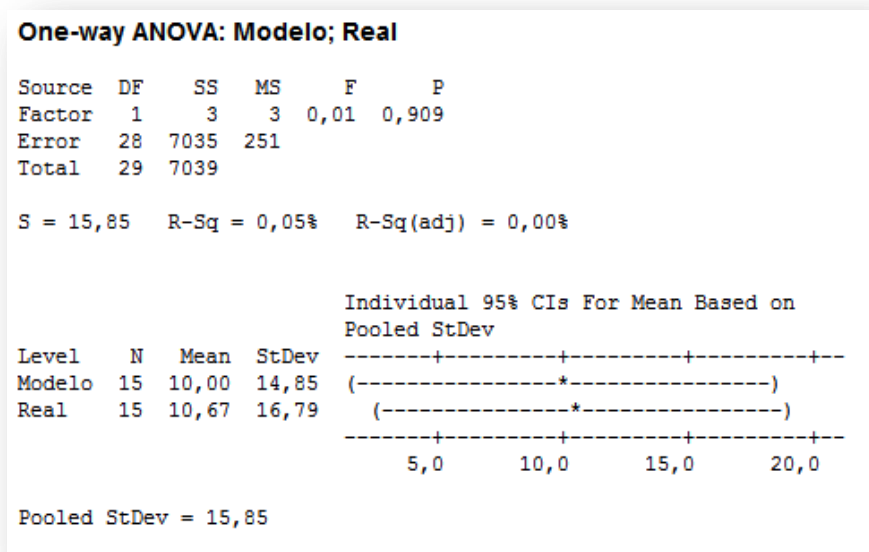 One-way ANOVA: Modelo; Real
Source  DF    SS   MS     F      P
Factor   1     3    3  0,01  0,909
Error   28  7035  251
Total   29  7039
S = 15,85   R-Sq = 0,05%   R-Sq(adj) = 0,00%
Individual 95% CIs For Mean Based on
Pooled StDev
Level    N   Mean  StDev  -------+---------+---------+---------+--
Modelo  15  10,00  14,85  (----------------*----------------)
Real    15  10,67  16,79    (---------------*----------------)
-------+---------+---------+---------+--
5,0      10,0      15,0      20,0
Pooled StDev = 15,85